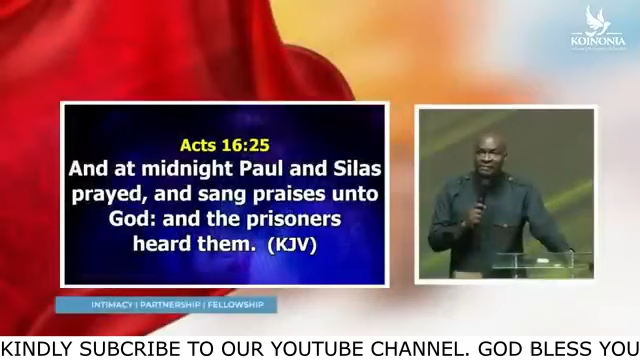 KOINONIA
Acts 16:25
And at midnight Paul and Silas
prayed, and sang praises unto
God: and the prisoners
heard them. (KJV)
INTIMACY | PARTNERSHIP | FELLOWSHIP
KINDLY SUBCRIBE TO OUR YOUTUBE CHANNEL. GOD BLESS YOU